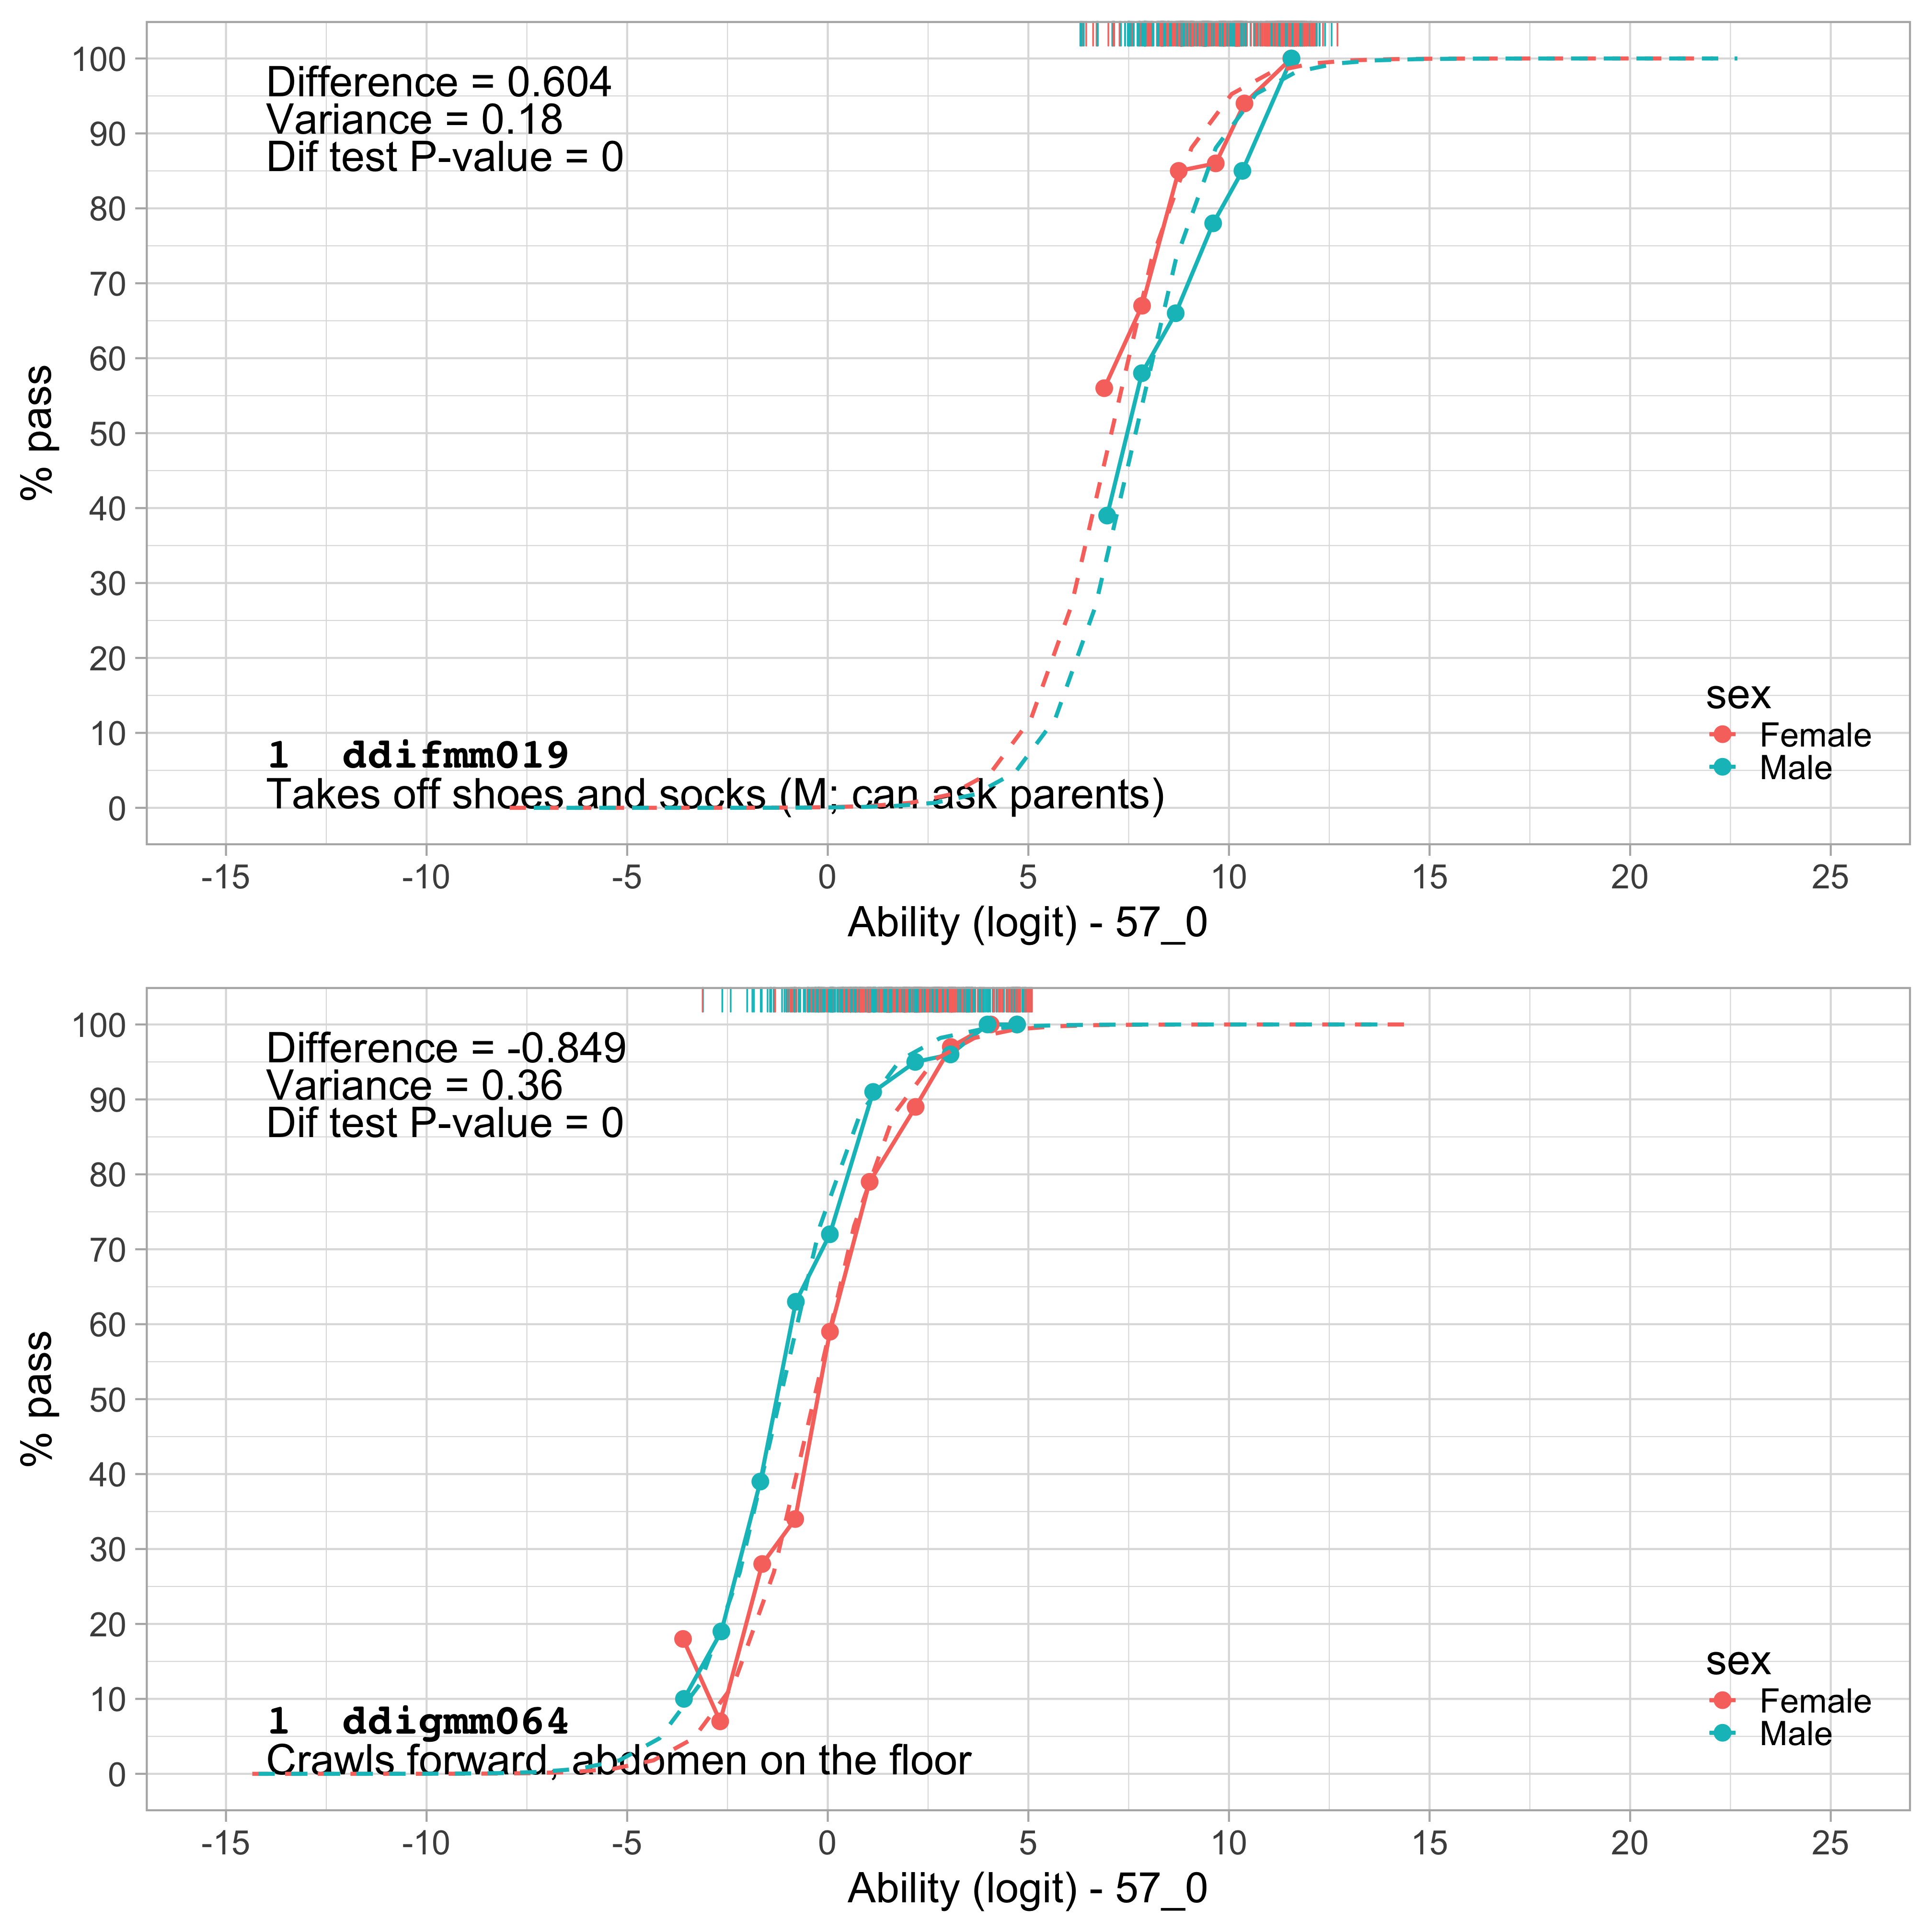 Difference = 0.604
Variance = 0.18
Dif test P-value = 0
100
90
80
70
60
50
40
30
20
10
0
% pass
1 ddifmm019
Takes off shoes and socks (M; can ask parents)
sex
Female
Male
-15 -10 -5 0 5 10 15 20 25
Ability (logit) - 57_0
Difference = -0.849
Variance = 0.36
Dif test P-value = 0
100
90
80
70
60
50
40
30
20
10
0
% pass
1 ddigmm064
Crawls forward, abdomen on the floor
sex
Female
Male
-15 -10 -5 0 5 10 15 20 25
Ability (logit) - 57_0